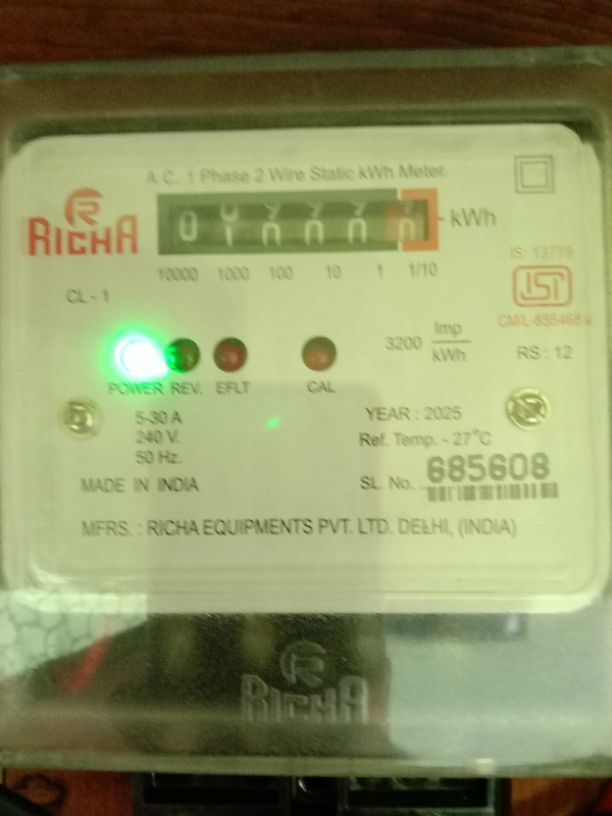 A.C. 1 Phase 2 Wire Static kWh Meter.
RICHA
kWh
10000 1000 100 10 1 1/10
IS: 13779
CL - 1
CM/L-8554684
3200 Imp/kWh
RS : 12
POWER REV. EFLT CAL
5-30 A
240 V.
50 Hz.
YEAR : 2025
Ref. Temp. - 27°C
MADE IN INDIA
SL. No. 685608
MFRS. : RICHA EQUIPMENTS PVT. LTD. DELHI, (INDIA)
RICHA